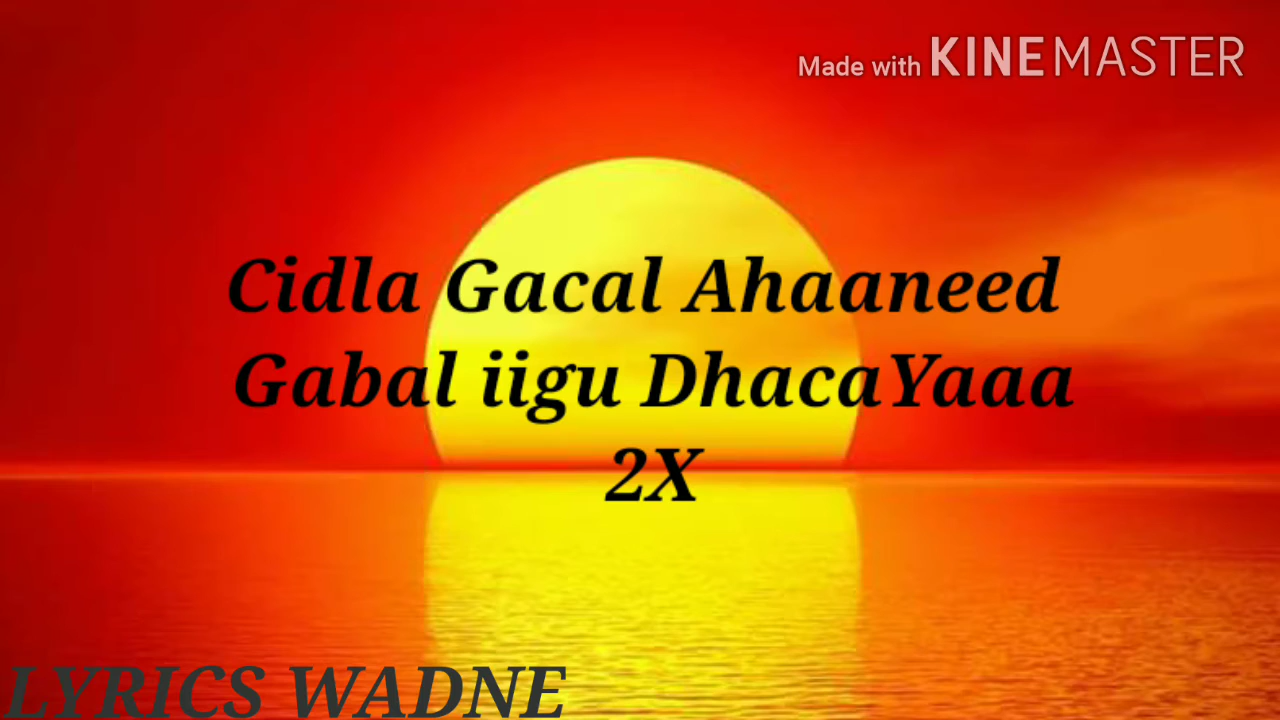 Made with KINEMASTER
Cidla Gacal Ahaaneed
Gabal iigu DhacaYaaa
2X
LYRICS WADNE